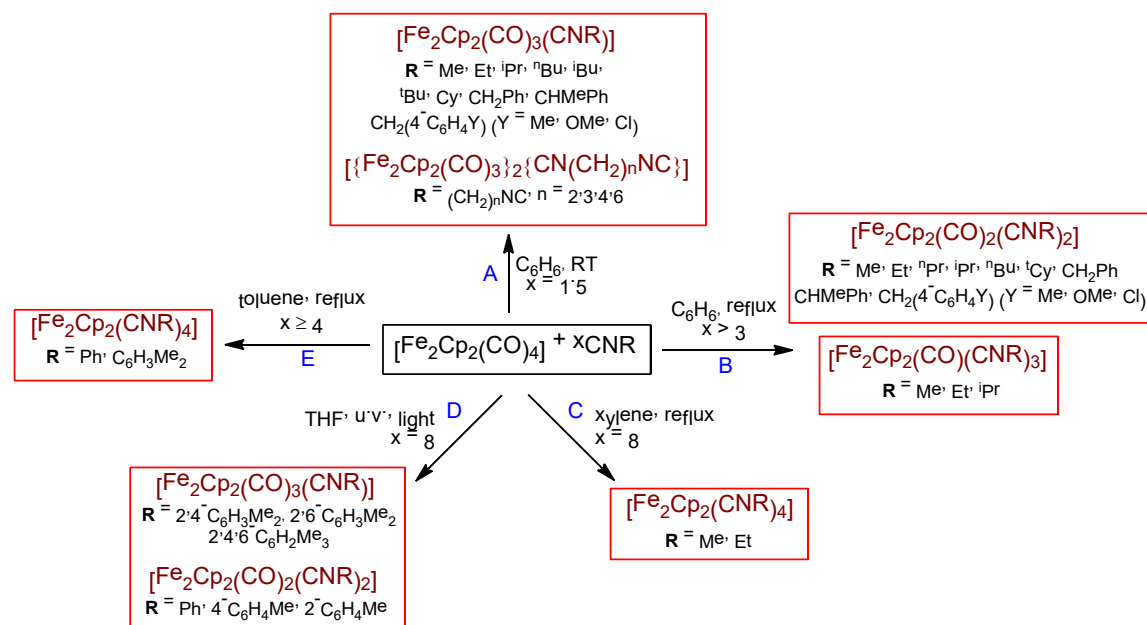 [Fe₂Cp₂(CO)₃(CNR)]
R = Me, Et, ⁱPr, ⁿBu, ⁱBu,
ᵗBu, Cy, CH₂Ph, CHMePh
CH₂(4-C₆H₄Y) (Y = Me, OMe, Cl)
[{Fe₂Cp₂(CO)₃}₂{CN(CH₂)ₙNC}]
R = (CH₂)ₙNC, n = 2,3,4,6
A
C₆H₆, RT
x = 1.5
[Fe₂Cp₂(CO)₂(CNR)₂]
R = Me, Et, ⁿPr, ⁱPr, ⁿBu, ᵗCy, CH₂Ph
CHMePh, CH₂(4-C₆H₄Y) (Y = Me, OMe, Cl)
toluene, reflux
x ≥ 4
E
[Fe₂Cp₂(CNR)₄]
R = Ph, C₆H₃Me₂
[Fe₂Cp₂(CO)₄] + xCNR
C₆H₆, reflux
x > 3
B
[Fe₂Cp₂(CO)(CNR)₃]
R = Me, Et, ⁱPr
D
THF, u.v., light
x = 8
C
xylene, reflux
x = 8
[Fe₂Cp₂(CO)₃(CNR)]
R = 2,4-C₆H₃Me₂, 2,6-C₆H₃Me₂
2,4,6-C₆H₂Me₃
[Fe₂Cp₂(CO)₂(CNR)₂]
R = Ph, 4-C₆H₄Me, 2-C₆H₄Me
[Fe₂Cp₂(CNR)₄]
R = Me, Et